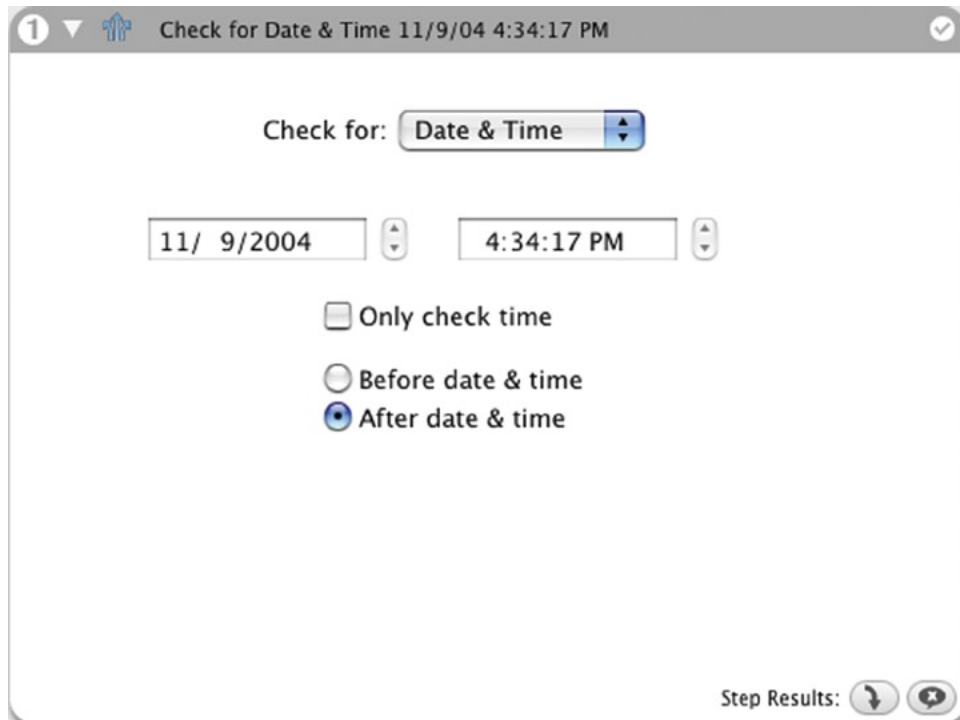 1 Check for Date & Time 11/9/04 4:34:17 PM
Check for: Date & Time
11/ 9/2004 4:34:17 PM
Only check time
Before date & time
After date & time
Step Results: